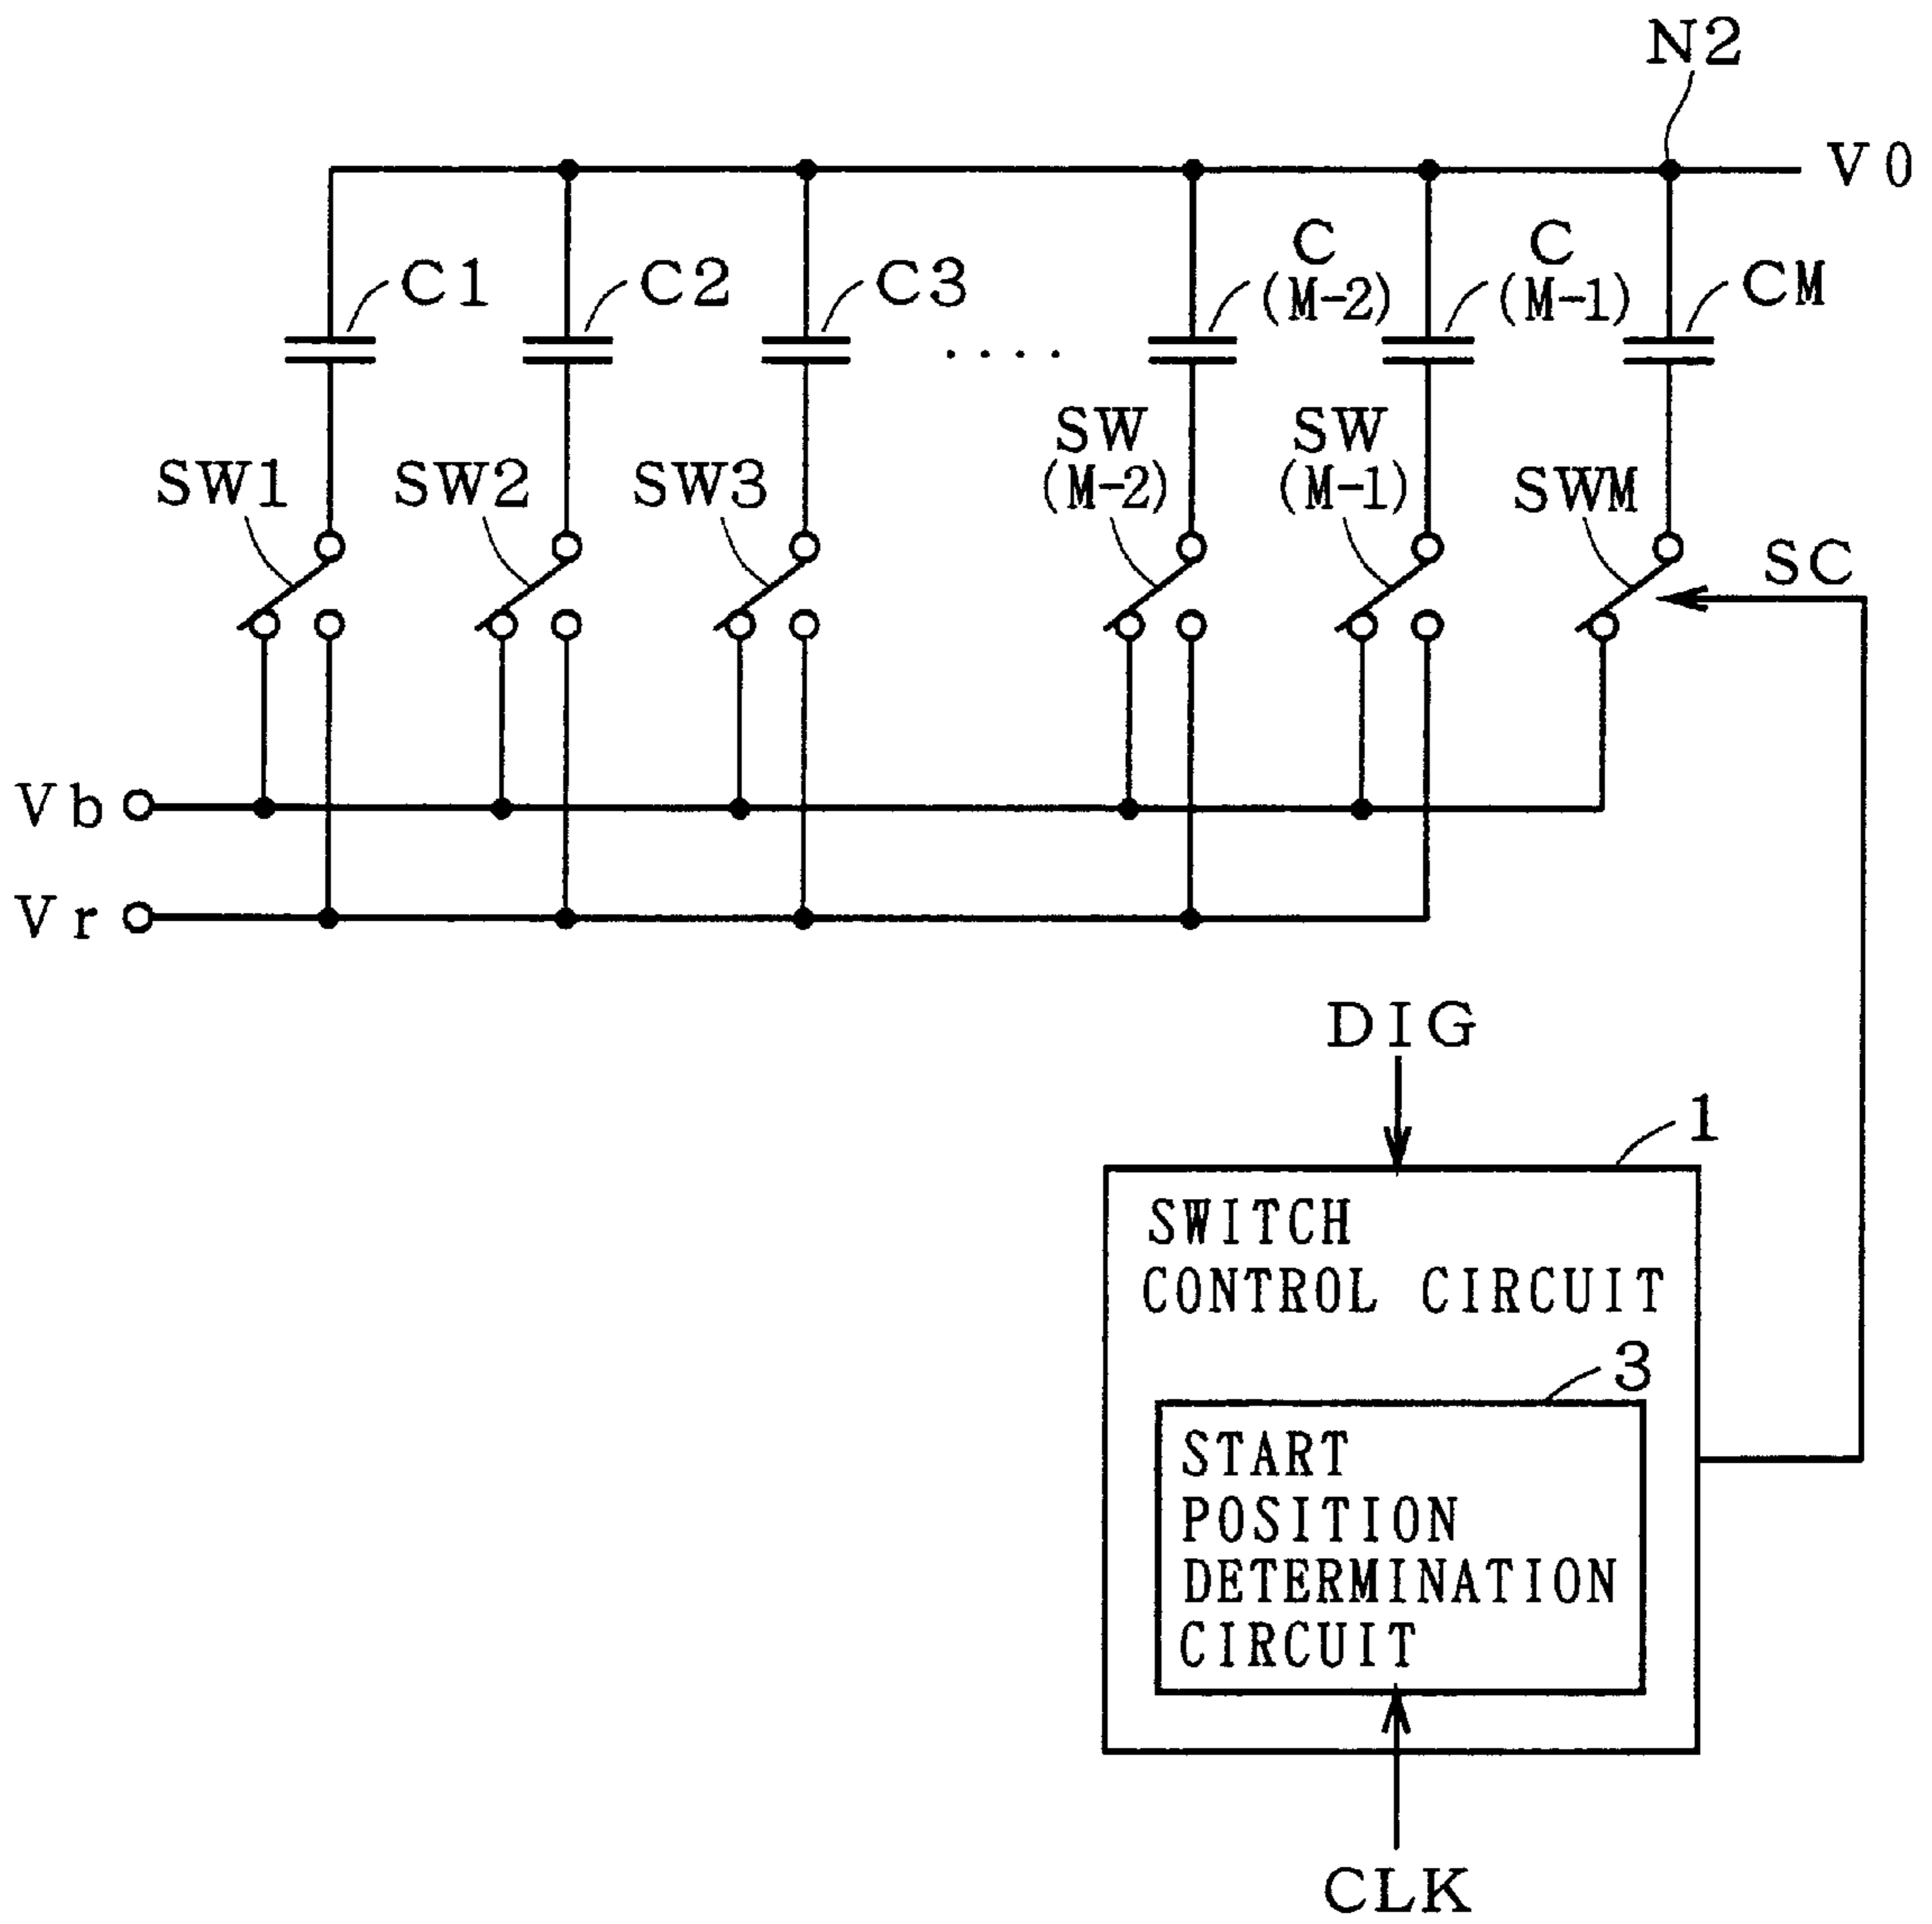 N2
V0
C1
C2
C3
C
(M-2)
C
(M-1)
CM
. . . .
SW1
SW2
SW3
SW
(M-2)
SW
(M-1)
SWM
SC
Vb
Vr
DIG
1
SWITCH
CONTROL CIRCUIT
3
START
POSITION
DETERMINATION
CIRCUIT
CLK